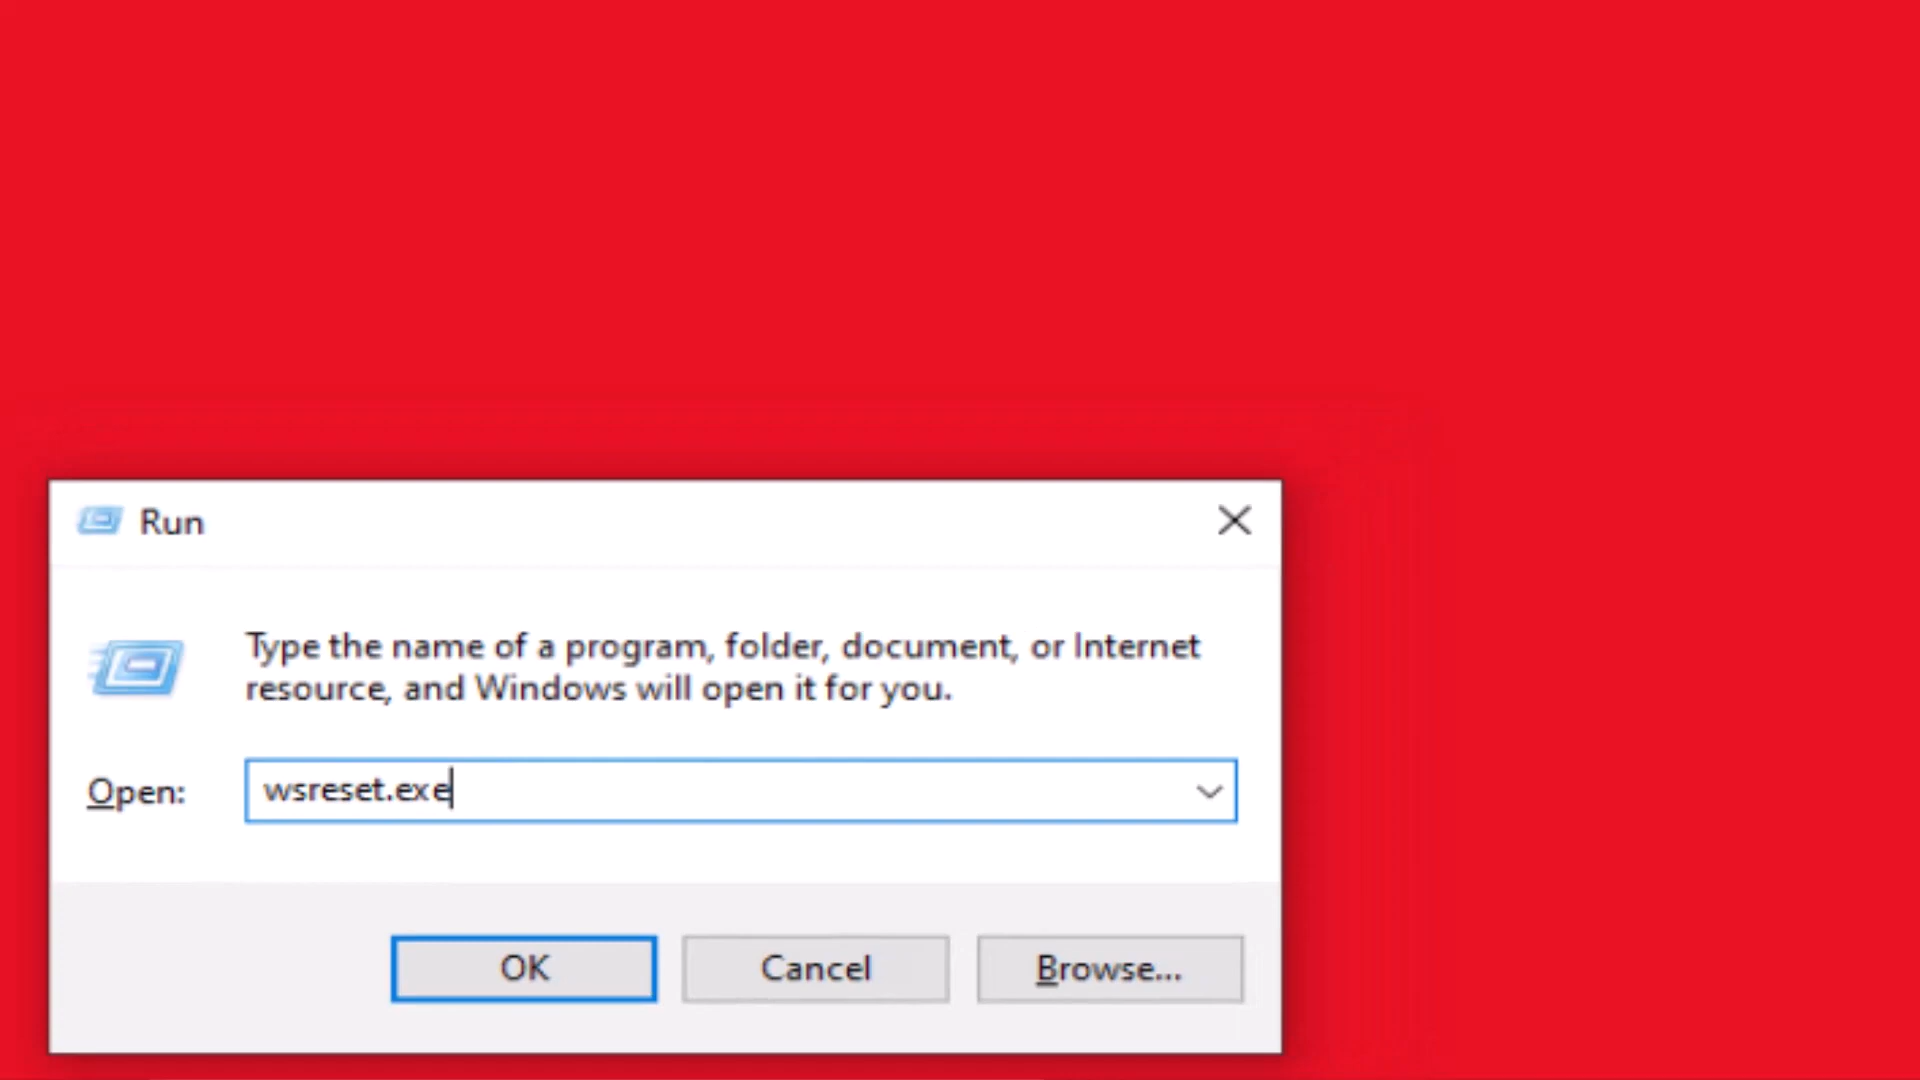 Run
Type the name of a program, folder, document, or Internet
resource, and Windows will open it for you.
Open: wsreset.exe
OK Cancel Browse...